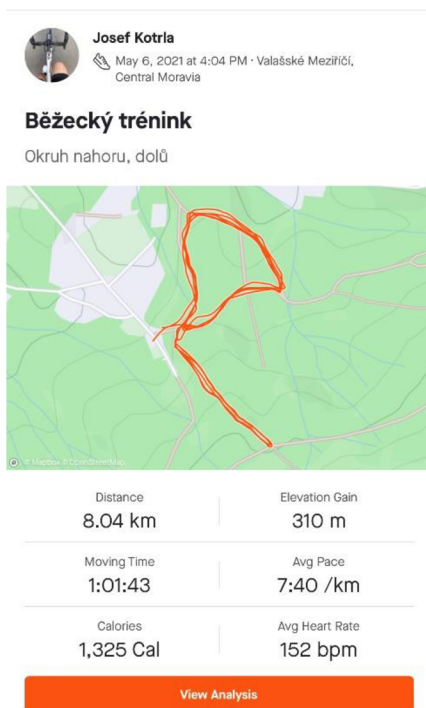 Josef Kotrla
May 6, 2021 at 4:04 PM · Valašské Meziříčí,
Central Moravia
Běžecký trénink
Okruh nahoru, dolů
© Mapbox © OpenStreetMap
Distance
8.04 km
Elevation Gain
310 m
Moving Time
1:01:43
Avg Pace
7:40 /km
Calories
1,325 Cal
Avg Heart Rate
152 bpm
View Analysis